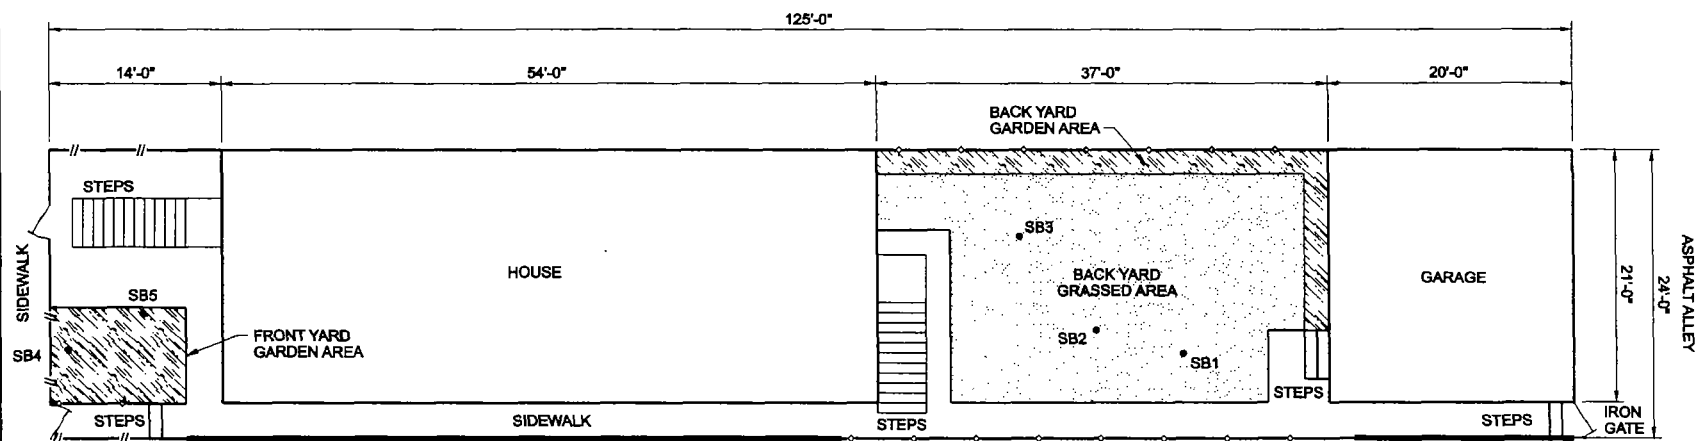 125'-0"
14'-0"
54'-0"
37'-0"
20'-0"
BACK YARD
GARDEN AREA
STEPS
SB3
HOUSE
BACK YARD
GRASSED AREA
GARAGE
21'-0"
24'-0"
ASPHALT ALLEY
SIDEWALK
SB5
SB4
FRONT YARD
GARDEN AREA
SB2
SB1
STEPS
STEPS
SIDEWALK
STEPS
STEPS
IRON
GATE